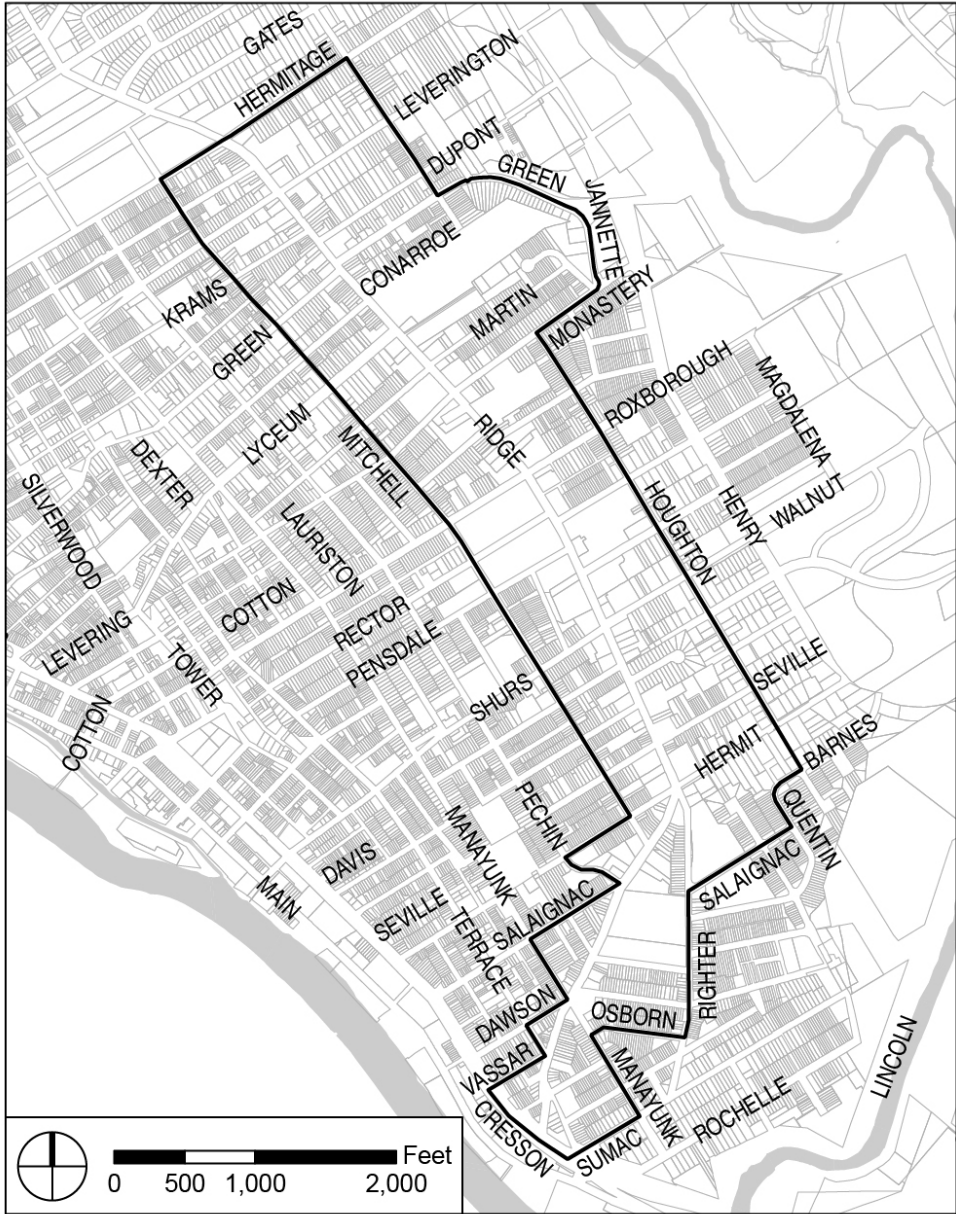 GATES
HERMITAGE
LEVERINGTON
DUPONT
GREEN
JANNETTE
CONARROE
KRAMS
MARTIN
MONASTERY
GREEN
ROXBOROUGH
MAGDALENA
LYCEUM
MITCHELL
RIDGE
DEXTER
SILVERWOOD
LAURISTON
HOUGHTON
HENRY
WALNUT
COTTON
RECTOR
LEVERING
PENSDALE
TOWER
SHURS
SEVILLE
COTTON
HERMIT
BARNES
PECHIN
QUENTIN
MANAYUNK
DAVIS
SALAIGNAC
MAIN
SEVILLE
SALAIGNAC
TERRACE
RIGHTER
DAWSON
OSBORN
VASSAR
MANAYUNK
LINCOLN
CRESSON
SUMAC
ROCHELLE
Feet
0 500 1,000 2,000